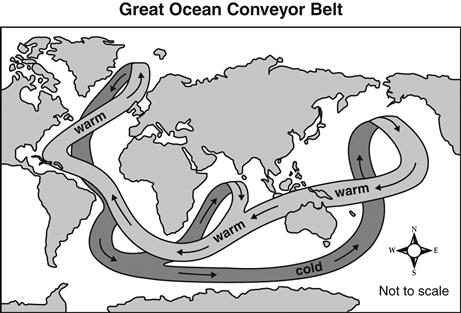 Great Ocean Conveyor Belt
warm
warm
warm
cold
N
W E
S
Not to scale